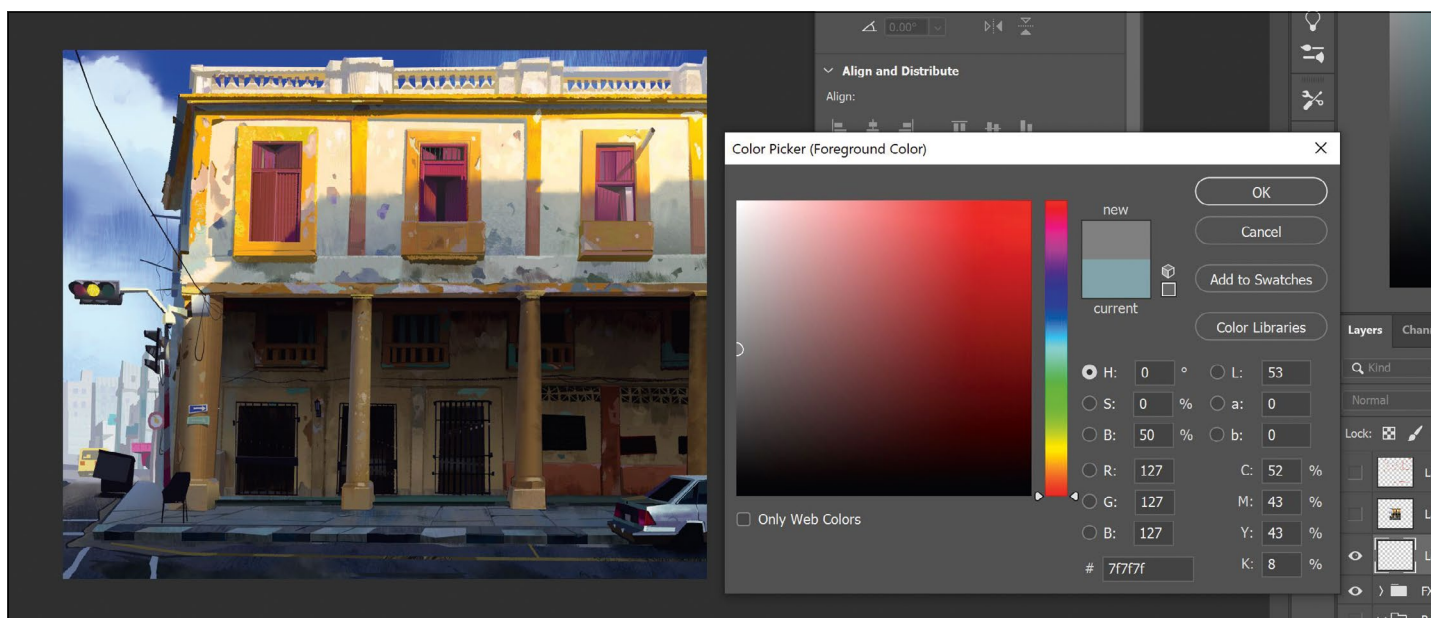 0.00°
Align and Distribute
Align:
Color Picker (Foreground Color)
new
current
OK
Cancel
Add to Swatches
Color Libraries
H: 0 °
L: 53
S: 0 %
a: 0
B: 50 %
b: 0
R: 127
C: 52 %
G: 127
M: 43 %
B: 127
Y: 43 %
# 7f7f7f
K: 8 %
Only Web Colors
Layers
Kind
Normal
Lock: